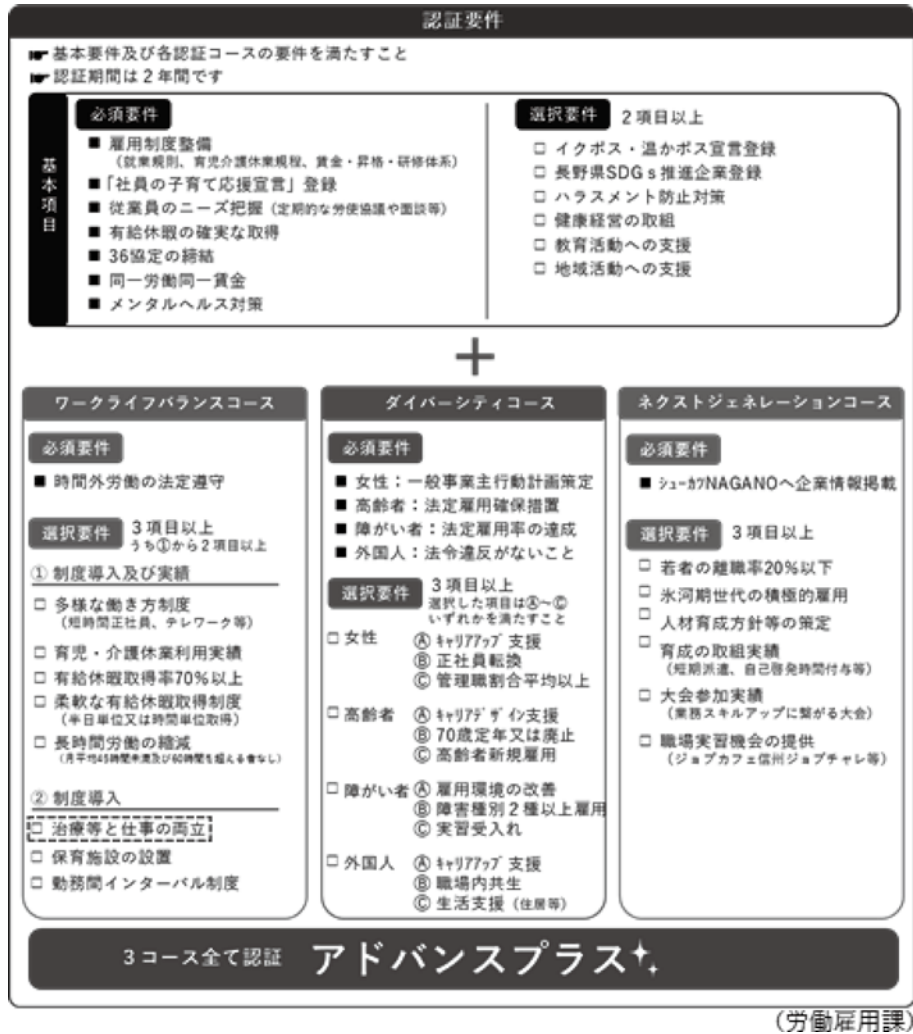 認証要件
☛ 基本要件及び各認証コースの要件を満たすこと
☛ 認証期間は2年間です
基本項目
必須要件
■ 雇用制度整備
(就業規則、育児介護休業規程、賃金・昇格・研修体系)
■「社員の子育て応援宣言」登録
■ 従業員のニーズ把握(定期的な労使協議や面談等)
■ 有給休暇の確実な取得
■ 36協定の締結
■ 同一労働同一賃金
■ メンタルヘルス対策
選択要件 2項目以上
□ イクボス・温かボス宣言登録
□ 長野県SDGs推進企業登録
□ ハラスメント防止対策
□ 健康経営の取組
□ 教育活動への支援
□ 地域活動への支援
+
ワークライフバランスコース
必須要件
■ 時間外労働の法定遵守
選択要件 3項目以上
うち①から2項目以上
① 制度導入及び実績
□ 多様な働き方制度
(短時間正社員、テレワーク等)
□ 育児・介護休業利用実績
□ 有給休暇取得率70%以上
□ 柔軟な有給休暇取得制度
(半日単位又は時間単位取得)
□ 長時間労働の縮減
(月平均45時間未満及び60時間を超える者なし)
② 制度導入
□ 治療等と仕事の両立
□ 保育施設の設置
□ 勤務間インターバル制度
ダイバーシティコース
必須要件
■ 女性:一般事業主行動計画策定
■ 高齢者:法定雇用確保措置
■ 障がい者:法定雇用率の達成
■ 外国人:法令違反がないこと
選択要件 3項目以上
選択した項目はⒶ~Ⓒ
いずれかを満たすこと
□ 女性 Ⓐ キャリアアップ支援
Ⓑ 正社員転換
Ⓒ 管理職割合平均以上
□ 高齢者 Ⓐ キャリアデザイン支援
Ⓑ 70歳定年又は廃止
Ⓒ 高齢者新規雇用
□ 障がい者 Ⓐ 雇用環境の改善
Ⓑ 障害種別2種以上雇用
Ⓒ 実習受入れ
□ 外国人 Ⓐ キャリアアップ支援
Ⓑ 職場内共生
Ⓒ 生活支援(住居等)
ネクストジェネレーションコース
必須要件
■ シューカツNAGANOへ企業情報掲載
選択要件 3項目以上
□ 若者の離職率20%以下
□ 氷河期世代の積極的雇用
□ 人材育成方針等の策定
□ 育成の取組実績
(短期派遣、自己啓発時間付与等)
□ 大会参加実績
(業務スキルアップに繋がる大会)
□ 職場実習機会の提供
(ジョブカフェ信州ジョブチャレ等)
3コース全て認証 アドバンスプラス
(労働雇用課)